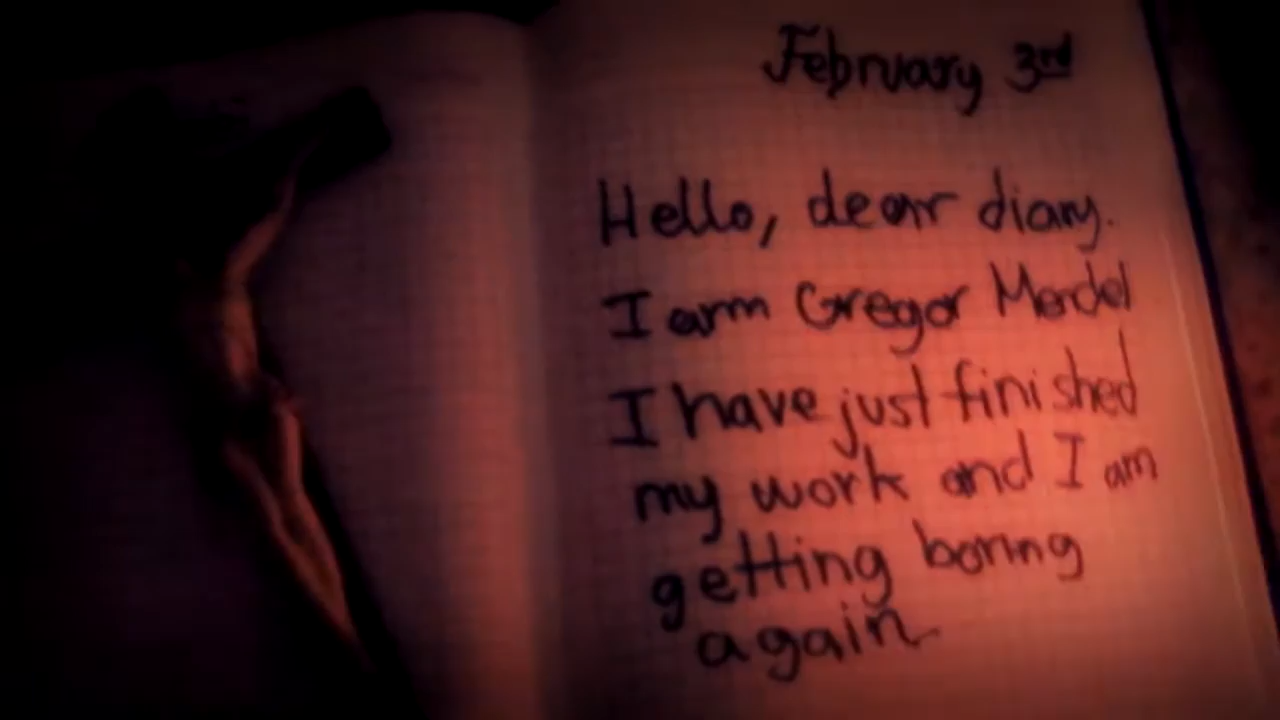 February 3rd
Hello, dear diary.
I am Gregor Mendel
I have just finished
my work and I am
getting boring
again